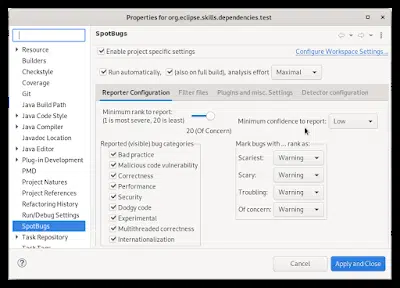 Properties for org.eclipse.skills.dependencies.test
SpotBugs
Resource
Builders
Checkstyle
Coverage
Git
Java Build Path
Java Code Style
Java Compiler
Javadoc Location
Java Editor
Plug-in Development
PMD
Project Natures
Project References
Refactoring History
Run/Debug Settings
SpotBugs
Task Repository
Task Tags
Enable project specific settings
Configure Workspace Settings...
Run automatically,
(also on full build), analysis effort
Maximal
Reporter Configuration
Filter files
Plugins and misc. Settings
Detector configuration
Minimum rank to report:
(1 is most severe, 20 is least)
20 (Of Concern)
Minimum confidence to report:
Low
Reported (visible) bug categories
Bad practice
Malicious code vulnerability
Correctness
Performance
Security
Dodgy code
Experimental
Multithreaded correctness
Internationalization
Mark bugs with ... rank as:
Scariest:
Warning
Scary:
Warning
Troubling:
Warning
Of concern:
Warning
?
Cancel
Apply and Close